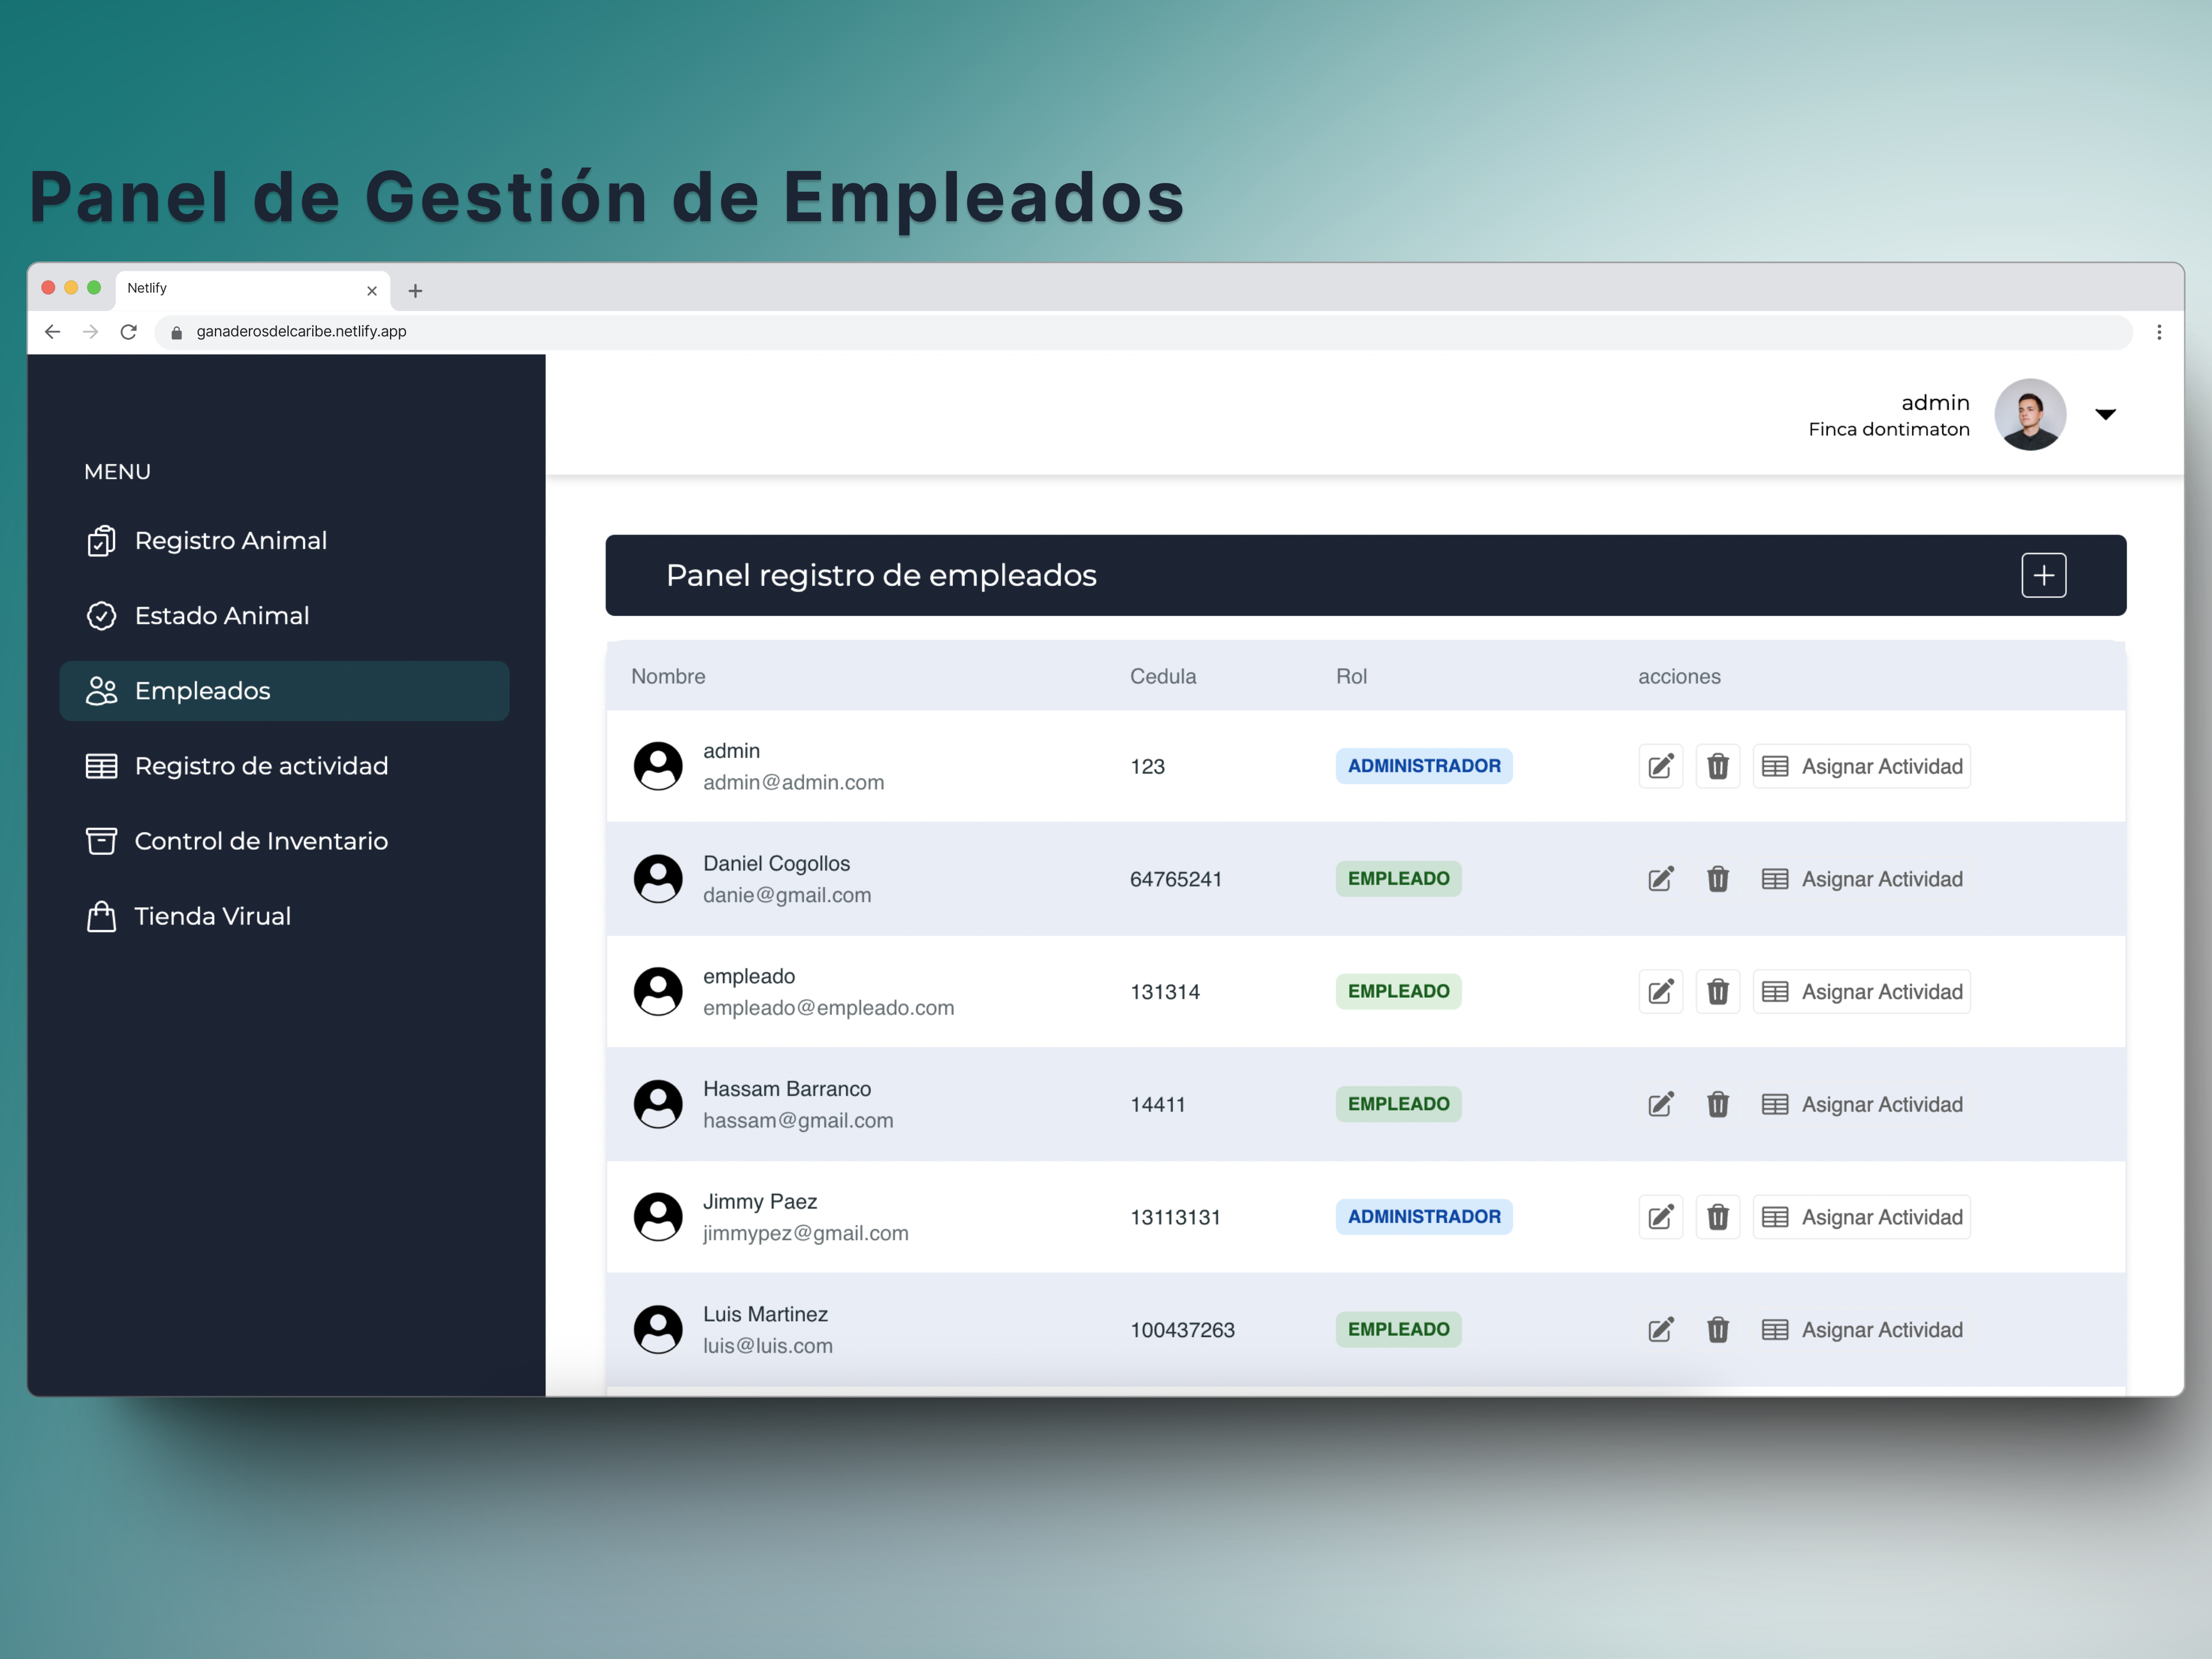 Panel de Gestión de Empleados
Netlify
ganaderosdelcaribe.netlify.app
admin
Finca dontimaton
MENU
Registro Animal
Estado Animal
Empleados
Registro de actividad
Control de Inventario
Tienda Virual
Panel registro de empleados
Nombre Cedula Rol acciones
admin
admin@admin.com
123 ADMINISTRADOR Asignar Actividad
Daniel Cogollos
danie@gmail.com
64765241 EMPLEADO Asignar Actividad
empleado
empleado@empleado.com
131314 EMPLEADO Asignar Actividad
Hassam Barranco
hassam@gmail.com
14411 EMPLEADO Asignar Actividad
Jimmy Paez
jimmypez@gmail.com
13113131 ADMINISTRADOR Asignar Actividad
Luis Martinez
luis@luis.com
100437263 EMPLEADO Asignar Actividad